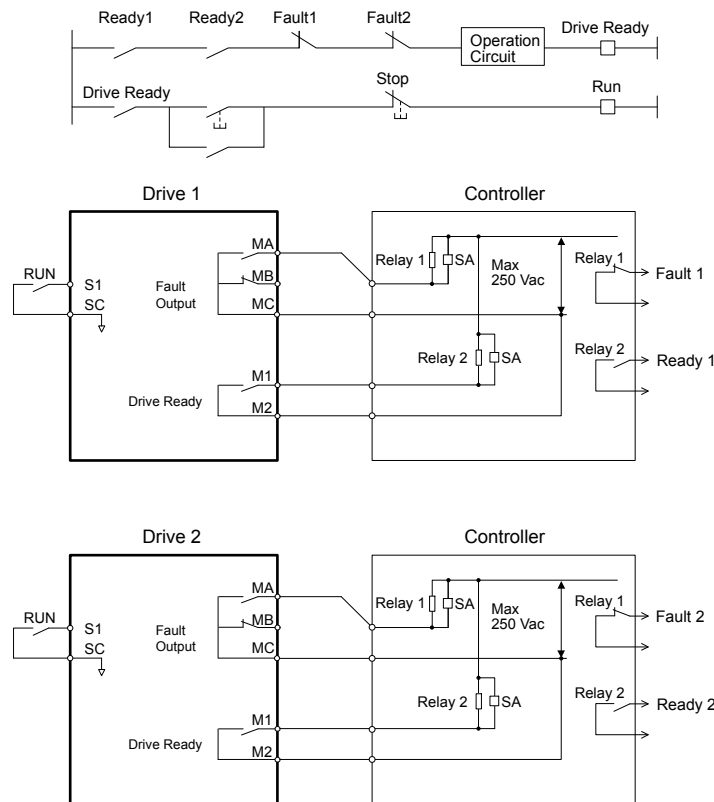 Ready1 Ready2 Fault1 Fault2 Drive Ready
Operation
Circuit
Stop
Drive Ready Run
Drive 1 Controller
MA
RUN S1 Relay 1 SA Max
250 Vac Relay 1 Fault 1
MB
SC Fault
Output
MC
Relay 2 SA Relay 2 Ready 1
M1
Drive Ready
M2
Drive 2 Controller
MA
RUN S1 Relay 1 SA Max
250 Vac Relay 1 Fault 2
MB
SC Fault
Output
MC
Relay 2 SA Relay 2 Ready 2
M1
Drive Ready
M2